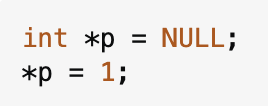 int *p = NULL;
*p = 1;